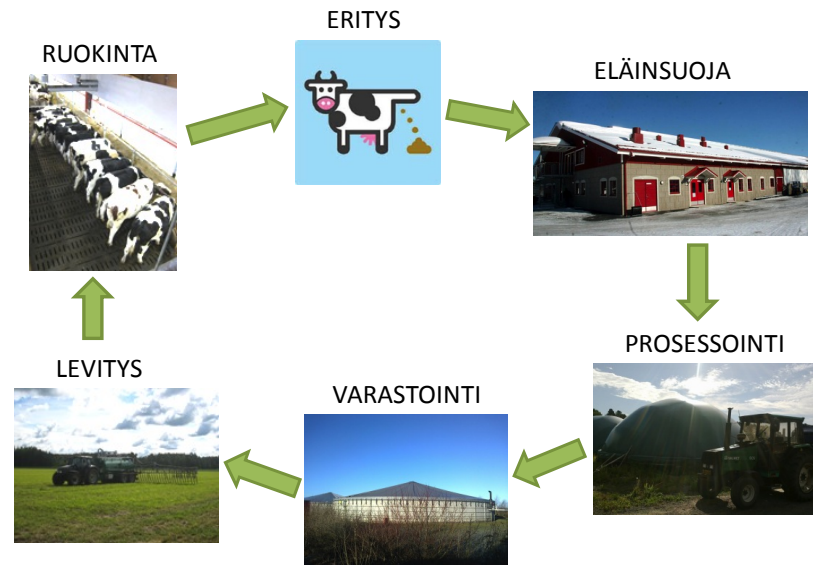 ERITYS
RUOKINTA
ELÄINSUOJA
PROSESSOINTI
VARASTOINTI
LEVITYS